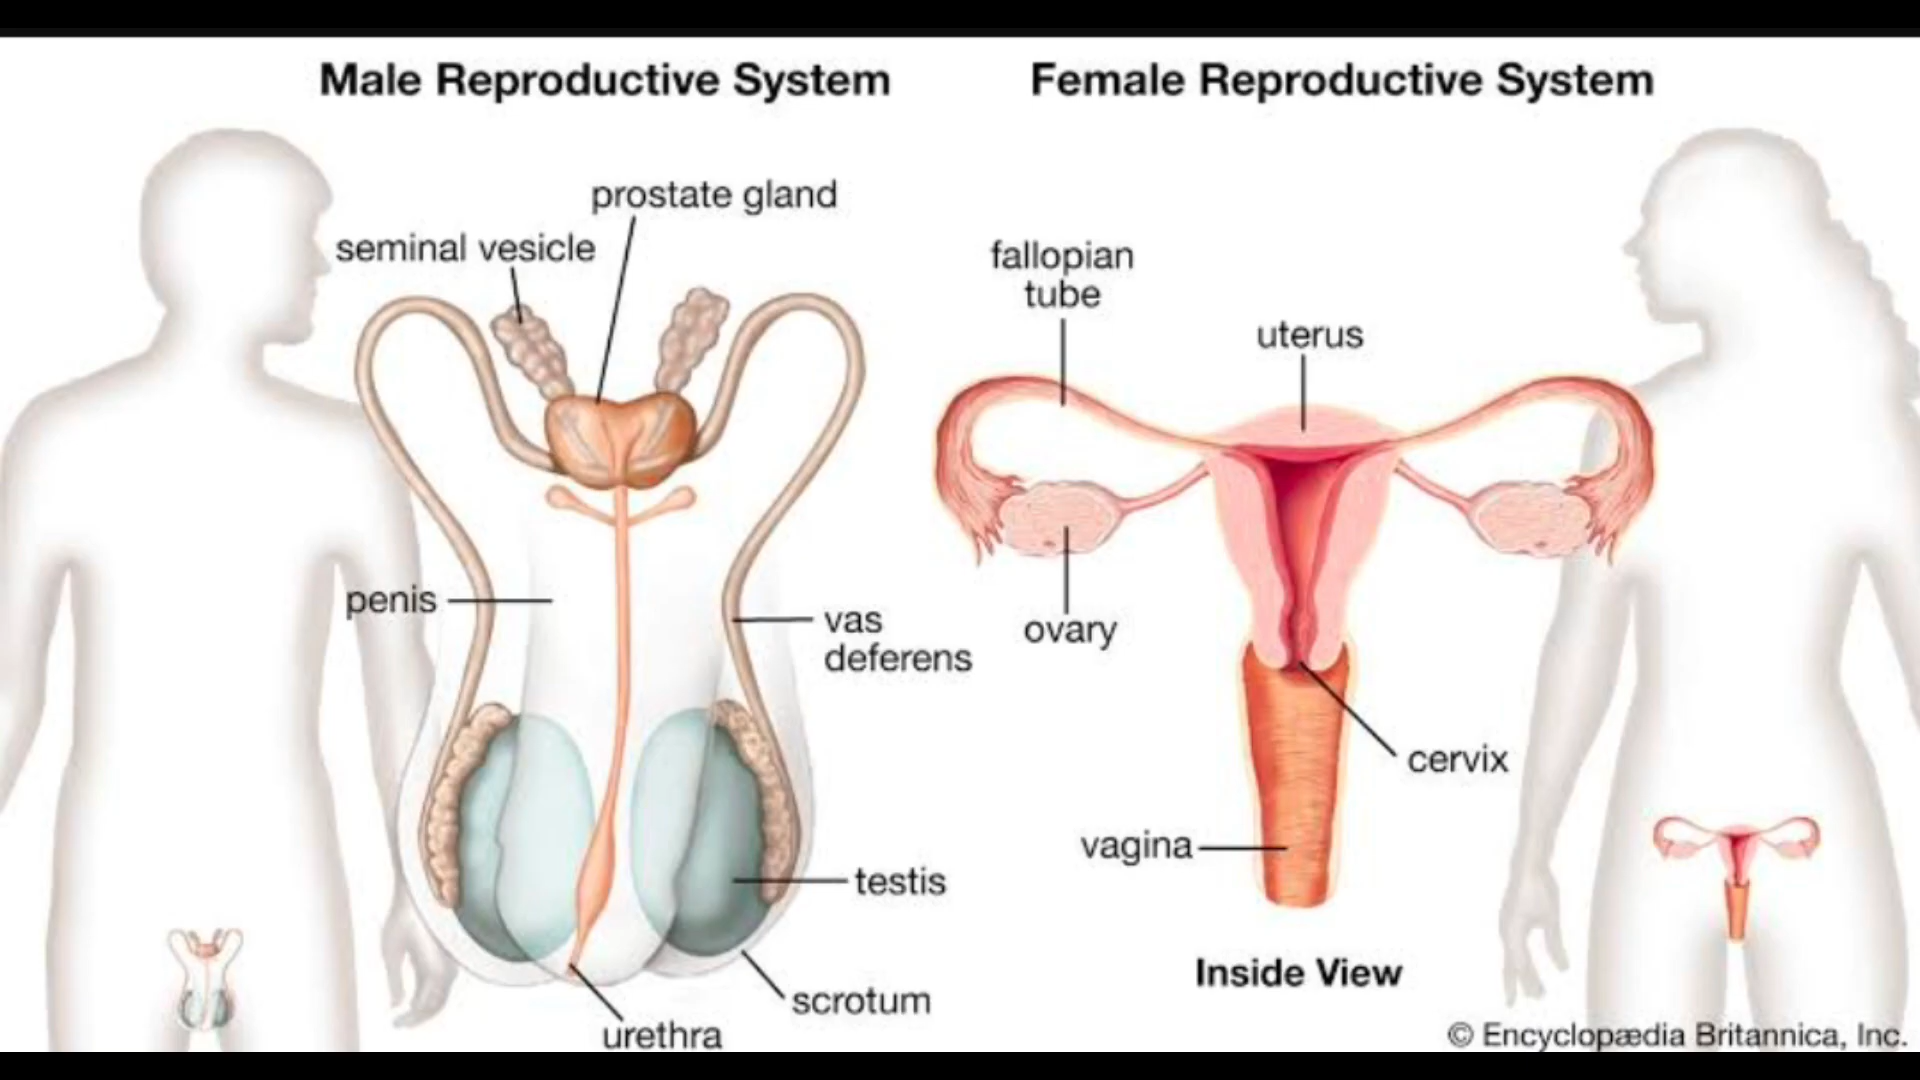 Male Reproductive System
prostate gland
seminal vesicle
penis
vas
deferens
testis
scrotum
urethra
Female Reproductive System
fallopian
tube
uterus
ovary
cervix
vagina
Inside View
© Encyclopædia Britannica, Inc.